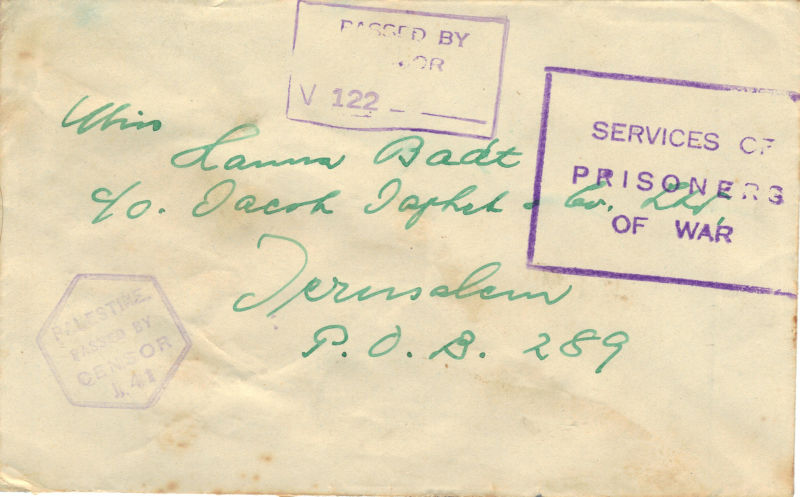 PASSED BY
V 122
SERVICES OF
PRISONERS
OF WAR
Miss
Hanna Badt
c/o. Jacob Japhet & Co. Ltd,
Jerusalem
P.O.B. 289
PALESTINE
PASSED BY
CENSOR